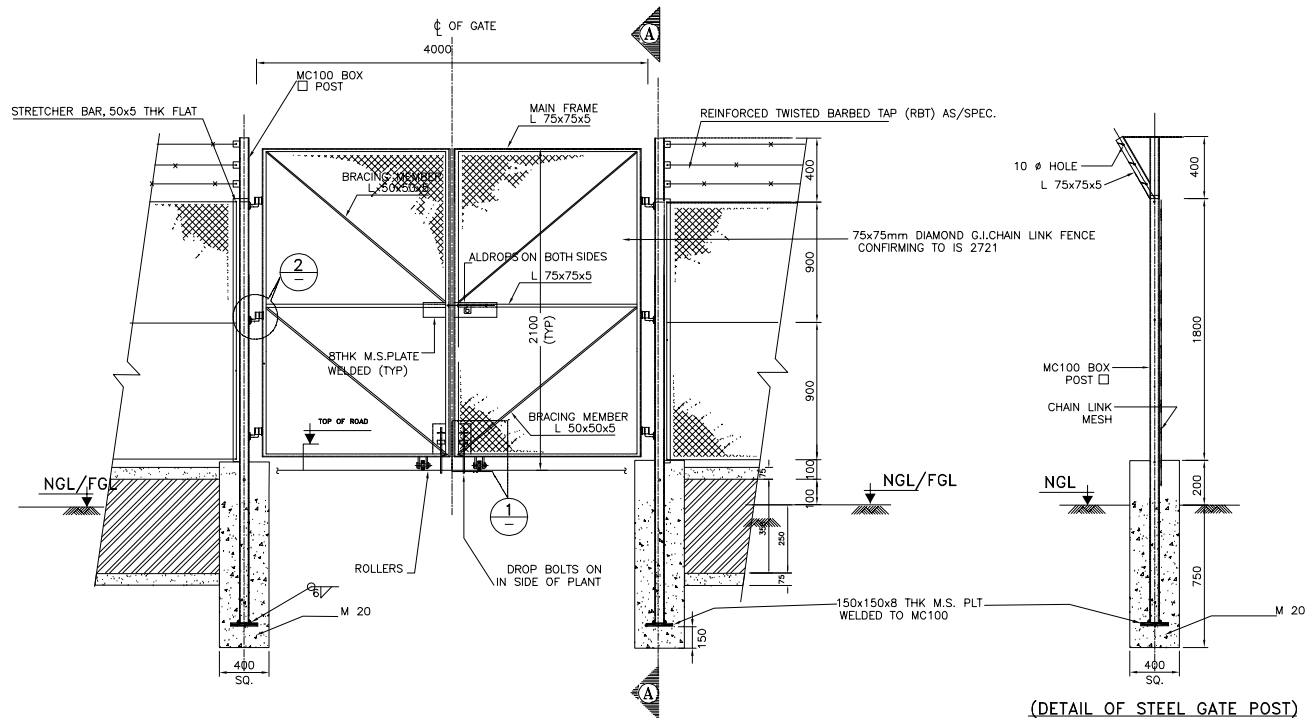 ℄ OF GATE
A
4000
MC100 BOX
□ POST
STRETCHER BAR, 50x5 THK FLAT
MAIN FRAME
L 75x75x5
REINFORCED TWISTED BARBED TAP (RBT) AS/SPEC.
10 ø HOLE
L 75x75x5
400
400
BRACING MEMBER
L 50x50x5
75x75mm DIAMOND G.I.CHAIN LINK FENCE
CONFIRMING TO IS 2721
ALDROPS ON BOTH SIDES
L 75x75x5
2
–
900
2100
(TYP)
1800
8THK M.S.PLATE
WELDED (TYP)
MC100 BOX
POST □
900
CHAIN LINK
MESH
BRACING MEMBER
L 50x50x5
TOP OF ROAD
NGL/FGL
75
100
100
NGL/FGL
NGL
200
1
–
250
75
ROLLERS
DROP BOLTS ON
IN SIDE OF PLANT
750
6
M 20
150x150x8 THK M.S. PLT
WELDED TO MC100
M 20
150
400
SQ.
400
SQ.
A
(DETAIL OF STEEL GATE POST)